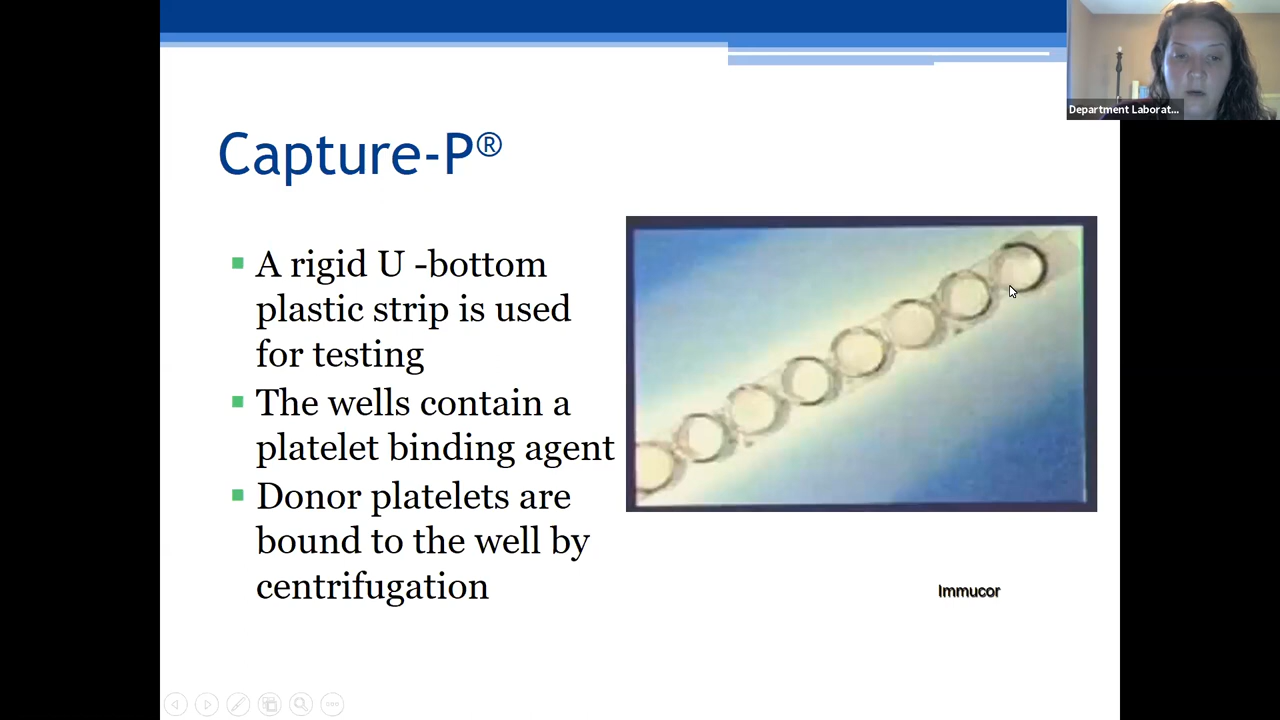 Department Laborat...
Capture-P®
A rigid U -bottom
plastic strip is used
for testing
The wells contain a
platelet binding agent
Donor platelets are
bound to the well by
centrifugation
Immucor